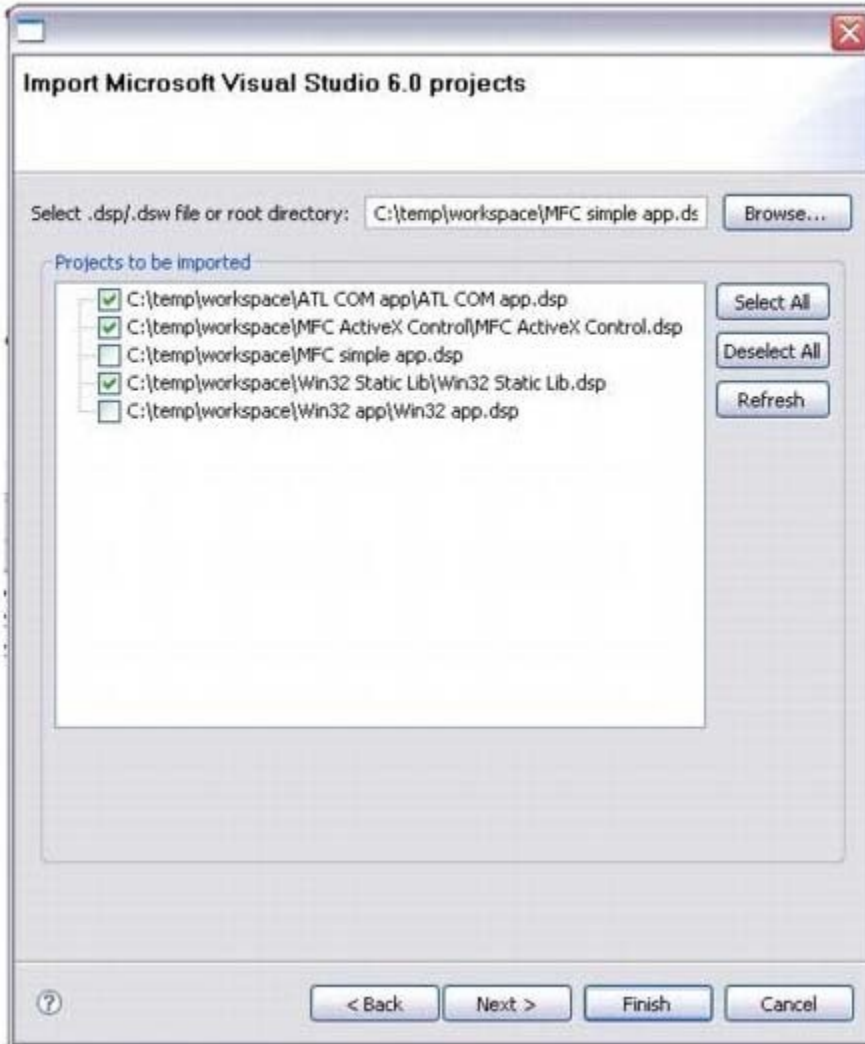 Import Microsoft Visual Studio 6.0 projects
Select .dsp/.dsw file or root directory: C:\temp\workspace\MFC simple app.ds Browse...
Projects to be imported
C:\temp\workspace\ATL COM app\ATL COM app.dsp
C:\temp\workspace\MFC ActiveX Control\MFC ActiveX Control.dsp
C:\temp\workspace\MFC simple app.dsp
C:\temp\workspace\Win32 Static Lib\Win32 Static Lib.dsp
C:\temp\workspace\Win32 app\Win32 app.dsp
Select All
Deselect All
Refresh
? < Back Next > Finish Cancel